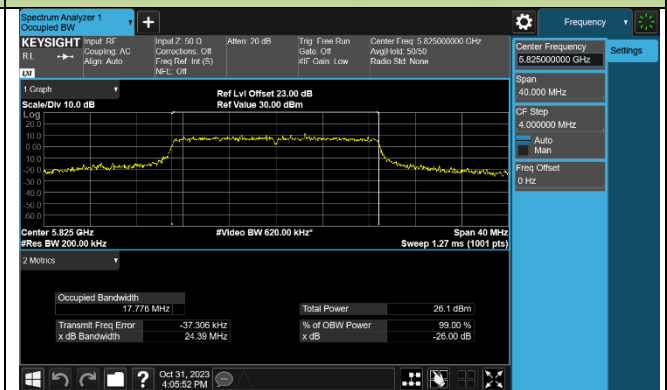 Spectrum Analyzer 1
Occupied BW
Frequency
KEYSIGHT
RL
LXI
Input: RF
Coupling: AC
Align: Auto
Input Z: 50 Ω
Corrections: Off
Freq Ref: Int (S)
NFE: Off
Atten: 20 dB
Trig: Free Run
Gate: Off
#IF Gain: Low
Center Freq: 5.825000000 GHz
Avg|Hold: 50/50
Radio Std: None
Center Frequency
5.825000000 GHz
Settings
Span
40.000 MHz
CF Step
4.000000 MHz
Auto
Man
Freq Offset
0 Hz
1 Graph
Scale/Div 10.0 dB
Ref Lvl Offset 23.00 dB
Ref Value 30.00 dBm
Log
20.0
10.0
0.00
-10.0
-20.0
-30.0
-40.0
-50.0
-60.0
Center 5.825 GHz
#Res BW 200.00 kHz
#Video BW 620.00 kHz*
Span 40 MHz
Sweep 1.27 ms (1001 pts)
2 Metrics
Occupied Bandwidth
17.776 MHz
Total Power 26.1 dBm
Transmit Freq Error -37.306 kHz
% of OBW Power 99.00 %
x dB Bandwidth 24.39 MHz
x dB -26.00 dB
?
Oct 31, 2023
4:05:52 PM